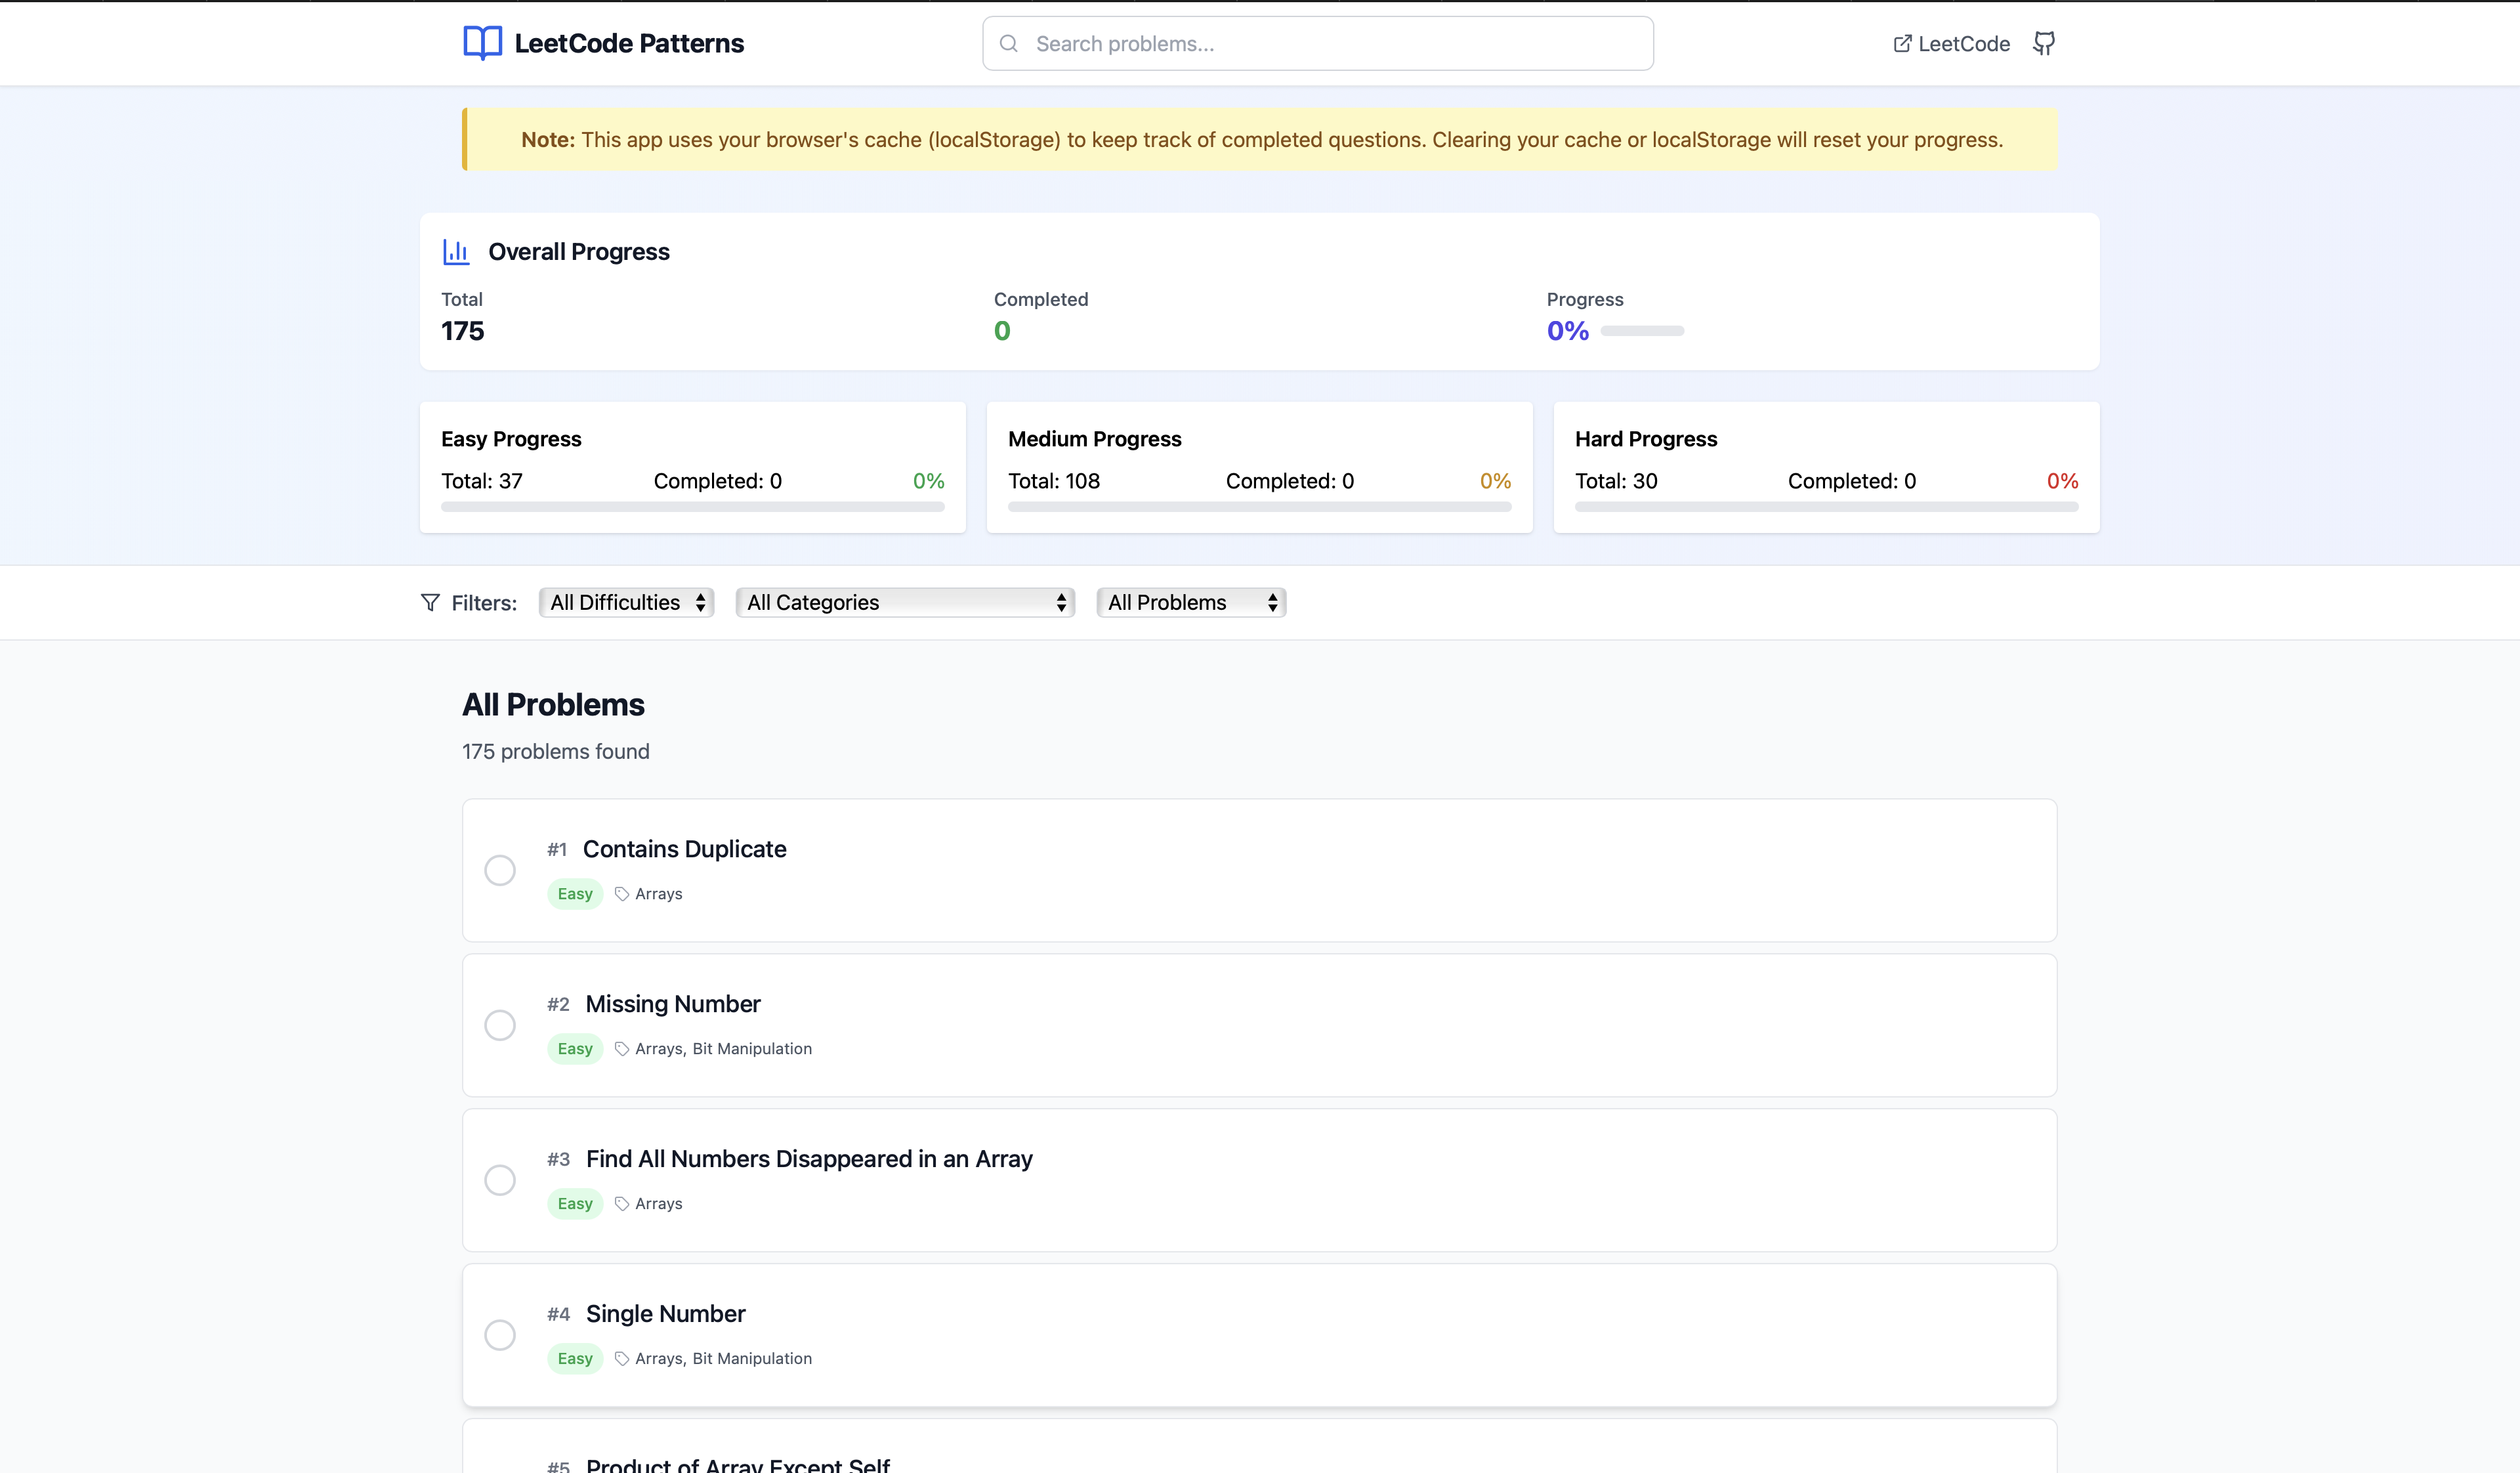 LeetCode Patterns
Search problems...
LeetCode
Note: This app uses your browser's cache (localStorage) to keep track of completed questions. Clearing your cache or localStorage will reset your progress.
Overall Progress
Total Completed Progress
175 0 0%
Easy Progress
Total: 37 Completed: 0 0%
Medium Progress
Total: 108 Completed: 0 0%
Hard Progress
Total: 30 Completed: 0 0%
Filters: All Difficulties All Categories All Problems
All Problems
175 problems found
#1 Contains Duplicate
Easy Arrays
#2 Missing Number
Easy Arrays, Bit Manipulation
#3 Find All Numbers Disappeared in an Array
Easy Arrays
#4 Single Number
Easy Arrays, Bit Manipulation
#5 Product of Array Except Self